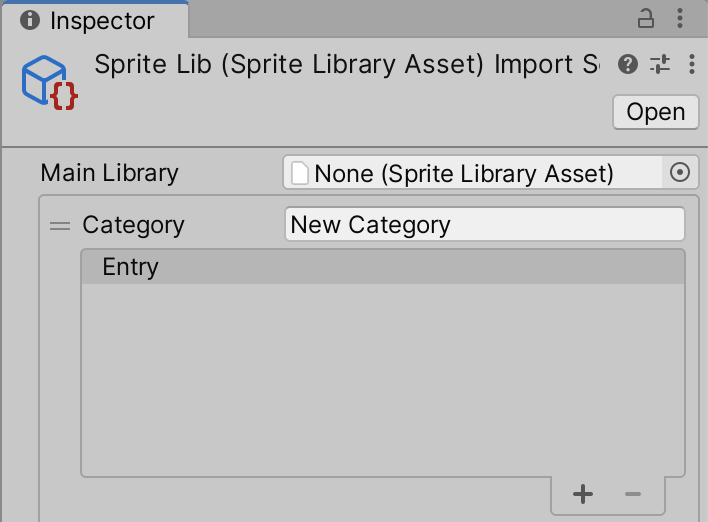 Inspector
Sprite Lib (Sprite Library Asset) Import S
Open
Main Library None (Sprite Library Asset)
Category New Category
Entry